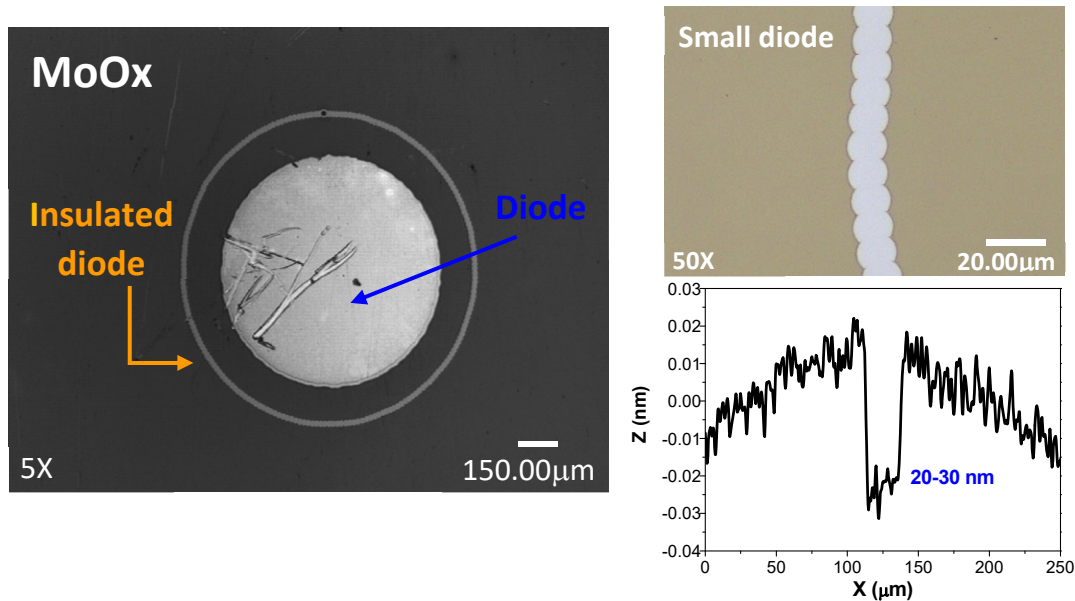 MoOx
Insulated
diode
Diode
5X
150.00μm
Small diode
50X
20.00μm
0.03
0.02
0.01
0.00
-0.01
-0.02
-0.03
-0.04
Z (nm)
20-30 nm
0
50
100
150
200
250
X (μm)